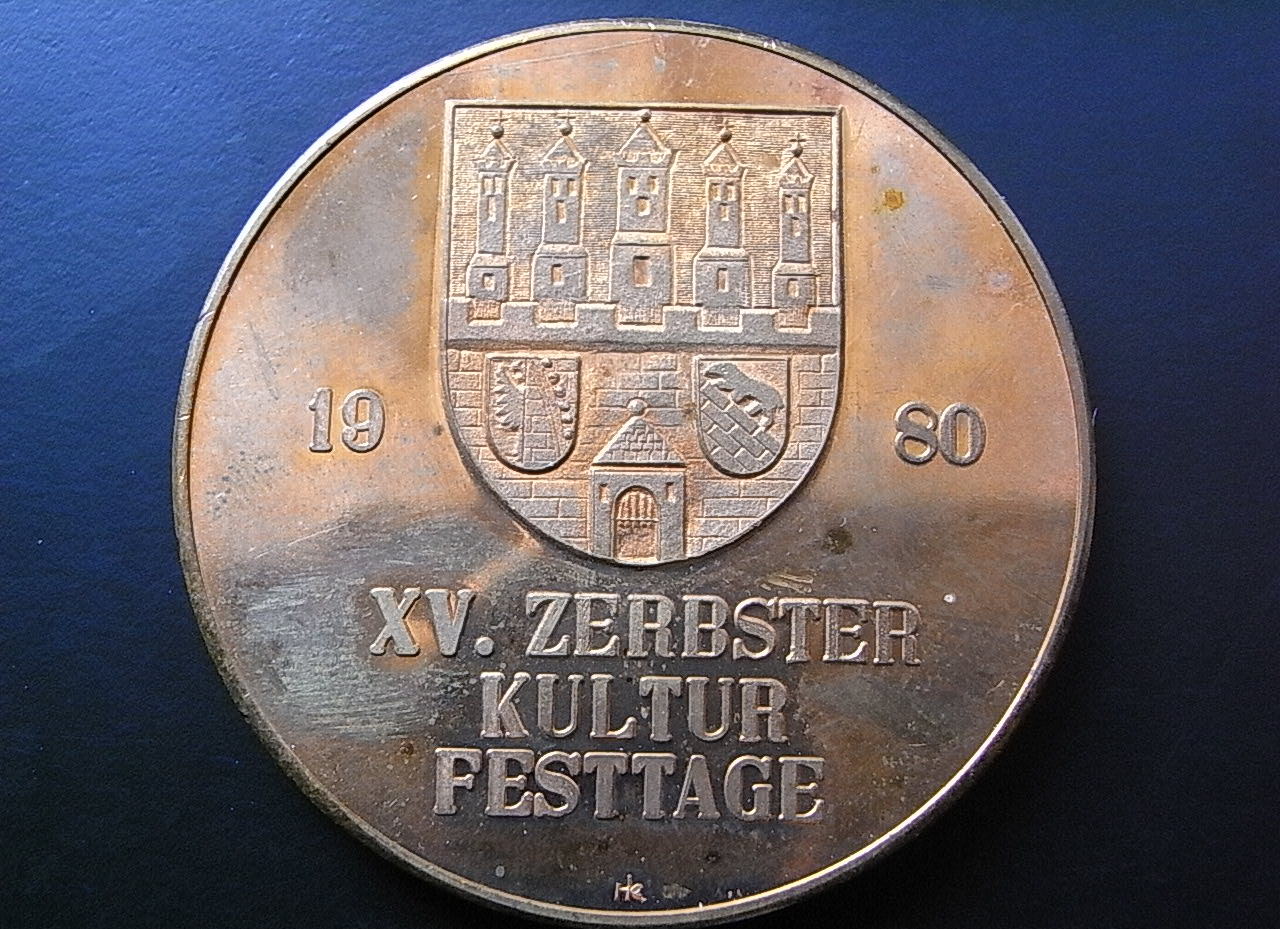 19 80
XV. ZERBSTER
KULTUR
FESTTAGE